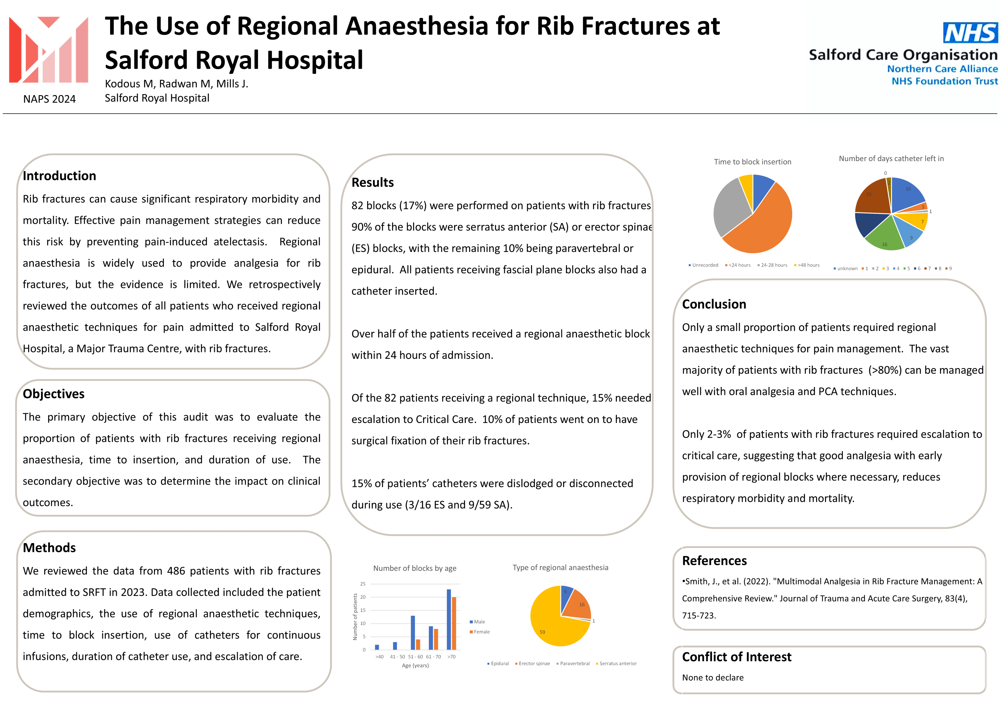 The Use of Regional Anaesthesia for Rib Fractures at
Salford Royal Hospital
Kodous M, Radwan M, Mills J.
Salford Royal Hospital
NAPS 2024
NHS
Salford Care Organisation
Northern Care Alliance
NHS Foundation Trust
Introduction
Rib fractures can cause significant respiratory morbidity and
mortality. Effective pain management strategies can reduce
this risk by preventing pain-induced atelectasis. Regional
anaesthesia is widely used to provide analgesia for rib
fractures, but the evidence is limited. We retrospectively
reviewed the outcomes of all patients who received regional
anaesthetic techniques for pain admitted to Salford Royal
Hospital, a Major Trauma Centre, with rib fractures.
Objectives
The primary objective of this audit was to evaluate the
proportion of patients with rib fractures receiving regional
anaesthesia, time to insertion, and duration of use. The
secondary objective was to determine the impact on clinical
outcomes.
Methods
We reviewed the data from 486 patients with rib fractures
admitted to SRFT in 2023. Data collected included the patient
demographics, the use of regional anaesthetic techniques,
time to block insertion, use of catheters for continuous
infusions, duration of catheter use, and escalation of care.
Results
82 blocks (17%) were performed on patients with rib fractures,
90% of the blocks were serratus anterior (SA) or erector spinae
(ES) blocks, with the remaining 10% being paravertebral or
epidural. All patients receiving fascial plane blocks also had a
catheter inserted.
Over half of the patients received a regional anaesthetic block
within 24 hours of admission.
Of the 82 patients receiving a regional technique, 15% needed
escalation to Critical Care. 10% of patients went on to have
surgical fixation of their rib fractures.
15% of patients’ catheters were dislodged or disconnected
during use (3/16 ES and 9/59 SA).
Number of blocks by age
Number of patients
25
20
15
10
5
0
>40 41 - 50 51 - 60 61 - 70 >70
Age (years)
Male
Female
Type of regional anaesthesia
6
16
1
59
Epidural Erector spinae Paravertebral Serratus anterior
Time to block insertion
Unrecorded <24 hours 24-28 hours >48 hours
Number of days catheter left in
0
2
16
18
3
1
7
9
16
unknown 1 2 3 4 5 6 7 8 9
Conclusion
Only a small proportion of patients required regional
anaesthetic techniques for pain management. The vast
majority of patients with rib fractures (>80%) can be managed
well with oral analgesia and PCA techniques.
Only 2-3% of patients with rib fractures required escalation to
critical care, suggesting that good analgesia with early
provision of regional blocks where necessary, reduces
respiratory morbidity and mortality.
References
•Smith, J., et al. (2022). "Multimodal Analgesia in Rib Fracture Management: A
Comprehensive Review." Journal of Trauma and Acute Care Surgery, 83(4),
715-723.
Conflict of Interest
None to declare